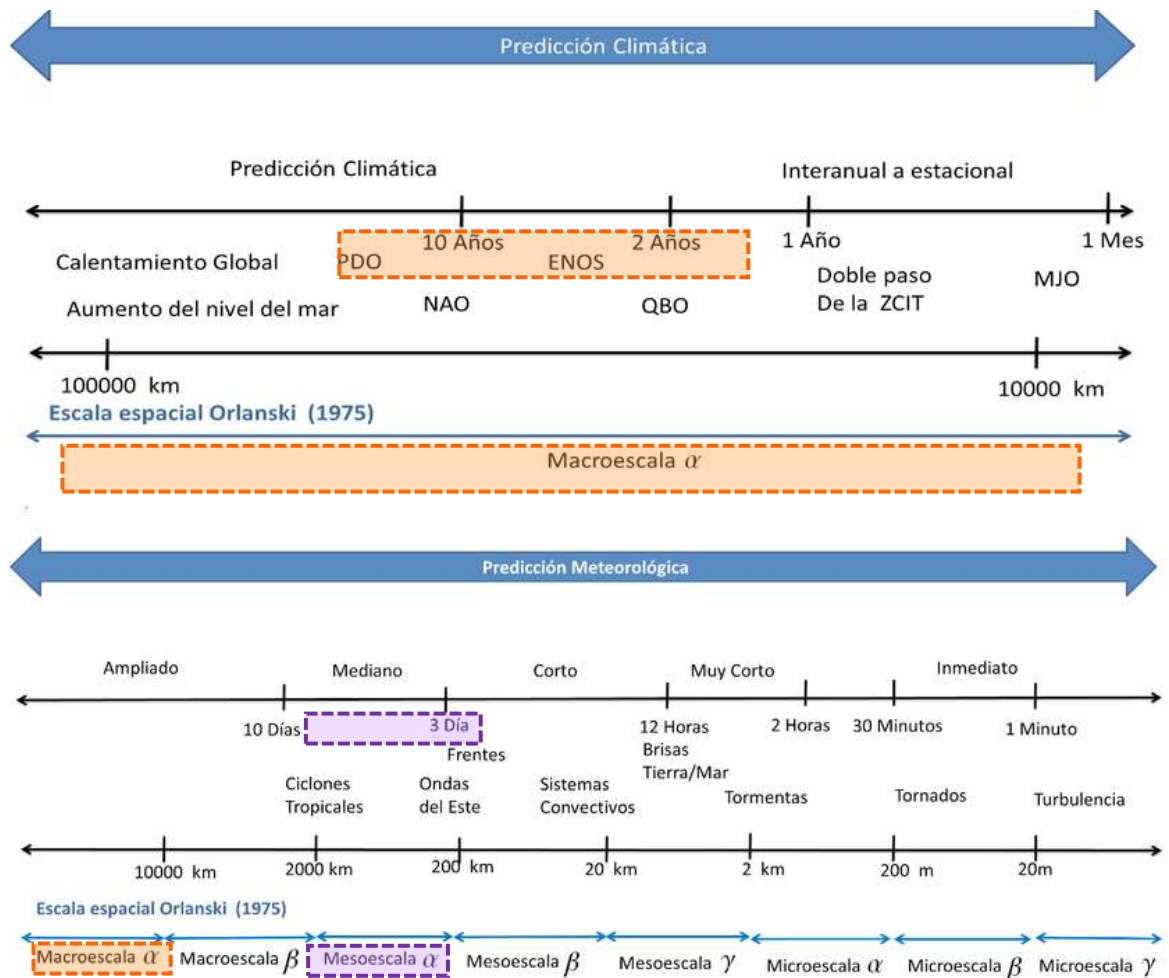 Predicción Climática
Predicción Climática Interanual a estacional
10 Años 2 Años 1 Año 1 Mes
Calentamiento Global PDO ENOS Doble paso De la ZCIT MJO
Aumento del nivel del mar NAO QBO
100000 km 10000 km
Escala espacial Orlanski (1975)
Macroescala α
Predicción Meteorológica
Ampliado Mediano Corto Muy Corto Inmediato
10 Días 3 Día 12 Horas 2 Horas 30 Minutos 1 Minuto
Frentes Brisas
Tierra/Mar
Ciclones Tropicales Ondas del Este Sistemas Convectivos Tormentas Tornados Turbulencia
10000 km 2000 km 200 km 20 km 2 km 200 m 20m
Escala espacial Orlanski (1975)
Macroescala α Macroescala β Mesoescala α Mesoescala β Mesoescala γ Microescala α Microescala β Microescala γ